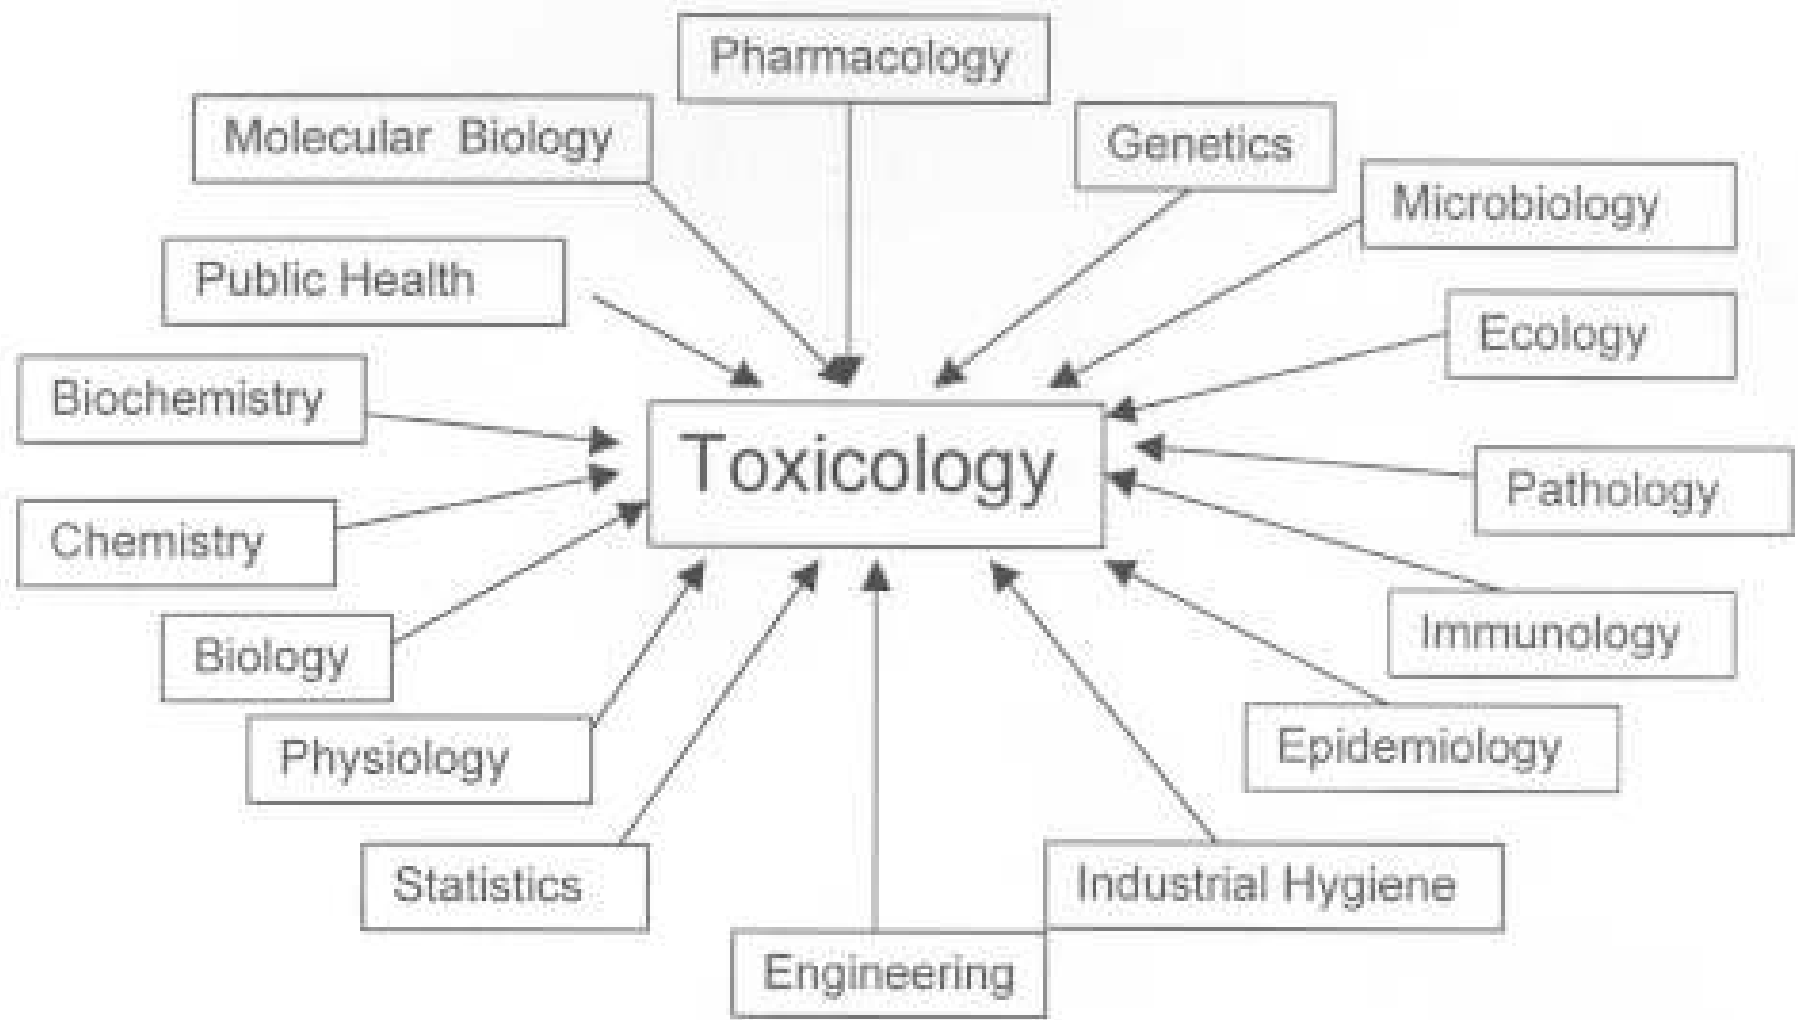 Pharmacology
Molecular Biology
Genetics
Microbiology
Public Health
Ecology
Biochemistry
Toxicology
Pathology
Chemistry
Immunology
Biology
Epidemiology
Physiology
Statistics
Industrial Hygiene
Engineering